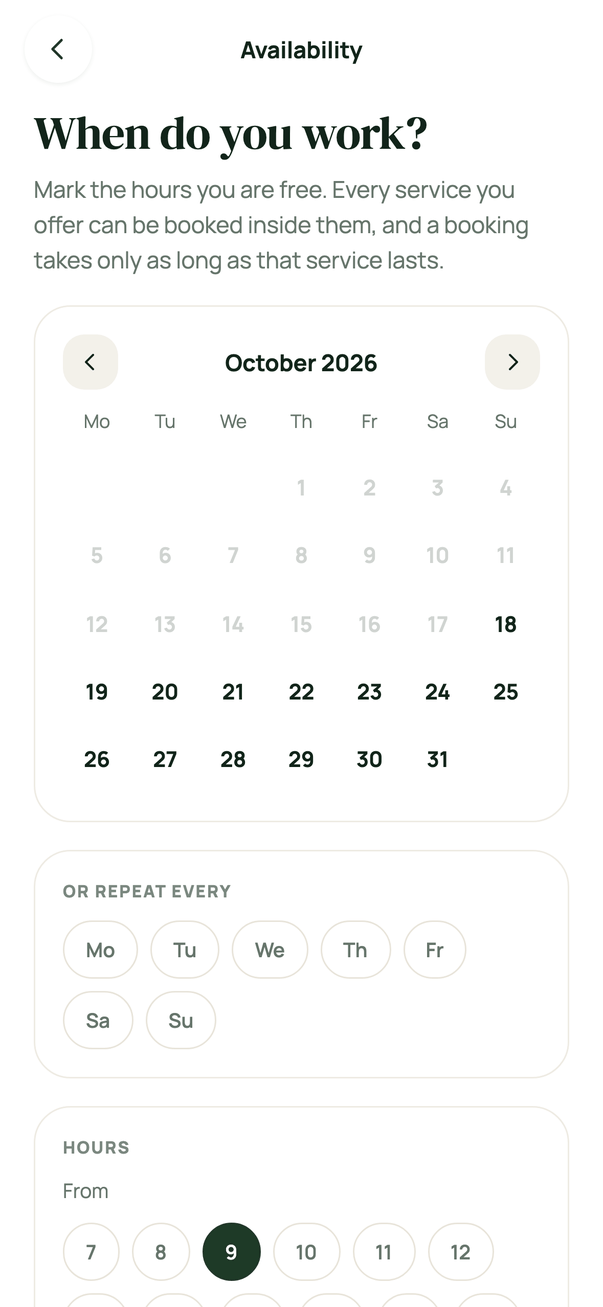 Availability
When do you work?
Mark the hours you are free. Every service you
offer can be booked inside them, and a booking
takes only as long as that service lasts.
October 2026
Mo Tu We Th Fr Sa Su
1 2 3 4
5 6 7 8 9 10 11
12 13 14 15 16 17 18
19 20 21 22 23 24 25
26 27 28 29 30 31
OR REPEAT EVERY
Mo Tu We Th Fr
Sa Su
HOURS
From
7 8 9 10 11 12